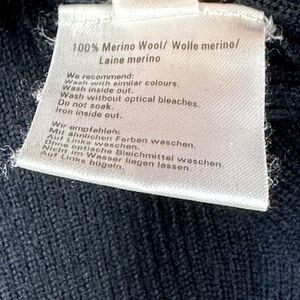 100% Merino Wool/ Wolle merino/
Laine merino
We recommend:
Wash with similar colours.
Wash inside out.
Wash without optical bleaches.
Do not soak.
Iron inside out.
Wir empfehlen:
Mit ähnlichen Farben waschen.
Auf Links waschen.
Ohne optische Bleichmittel waschen.
Nicht im Wasser liegen lassen.
Auf Links bügeln.